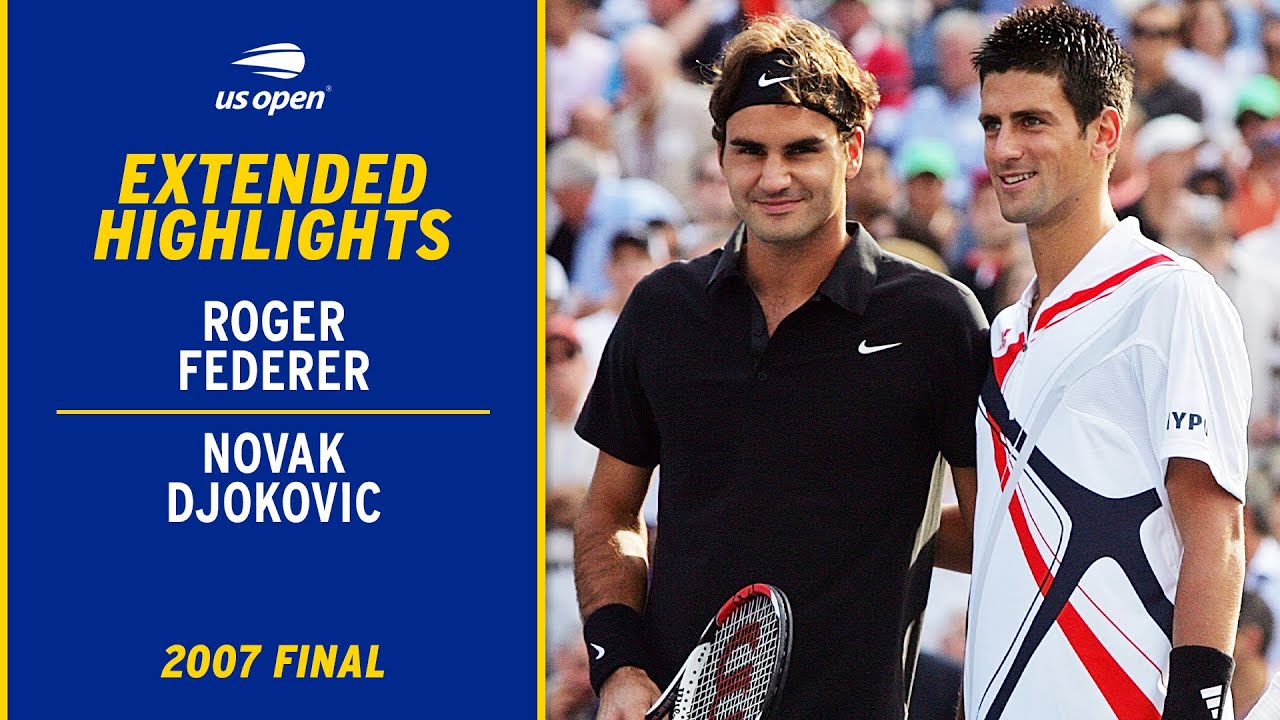 us open
EXTENDED
HIGHLIGHTS
ROGER
FEDERER
NOVAK
DJOKOVIC
2007 FINAL